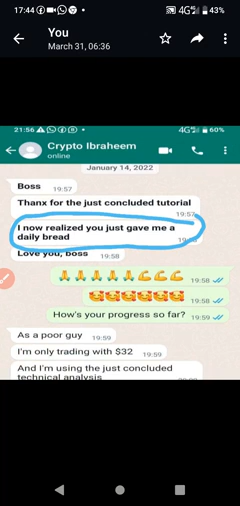 17:44
4G
43%
You
March 31, 06:36
21:56
4G
60%
Crypto Ibraheem
online
January 14, 2022
Boss
19:57
Thanx for the just concluded tutorial
19:57
I now realized you just gave me a
daily bread
Love you, boss 19:58
19:58
19:58
How's your progress so far? 19:59
As a poor guy 19:59
I'm only trading with $32 19:59
And I'm using the just concluded
technical analysis